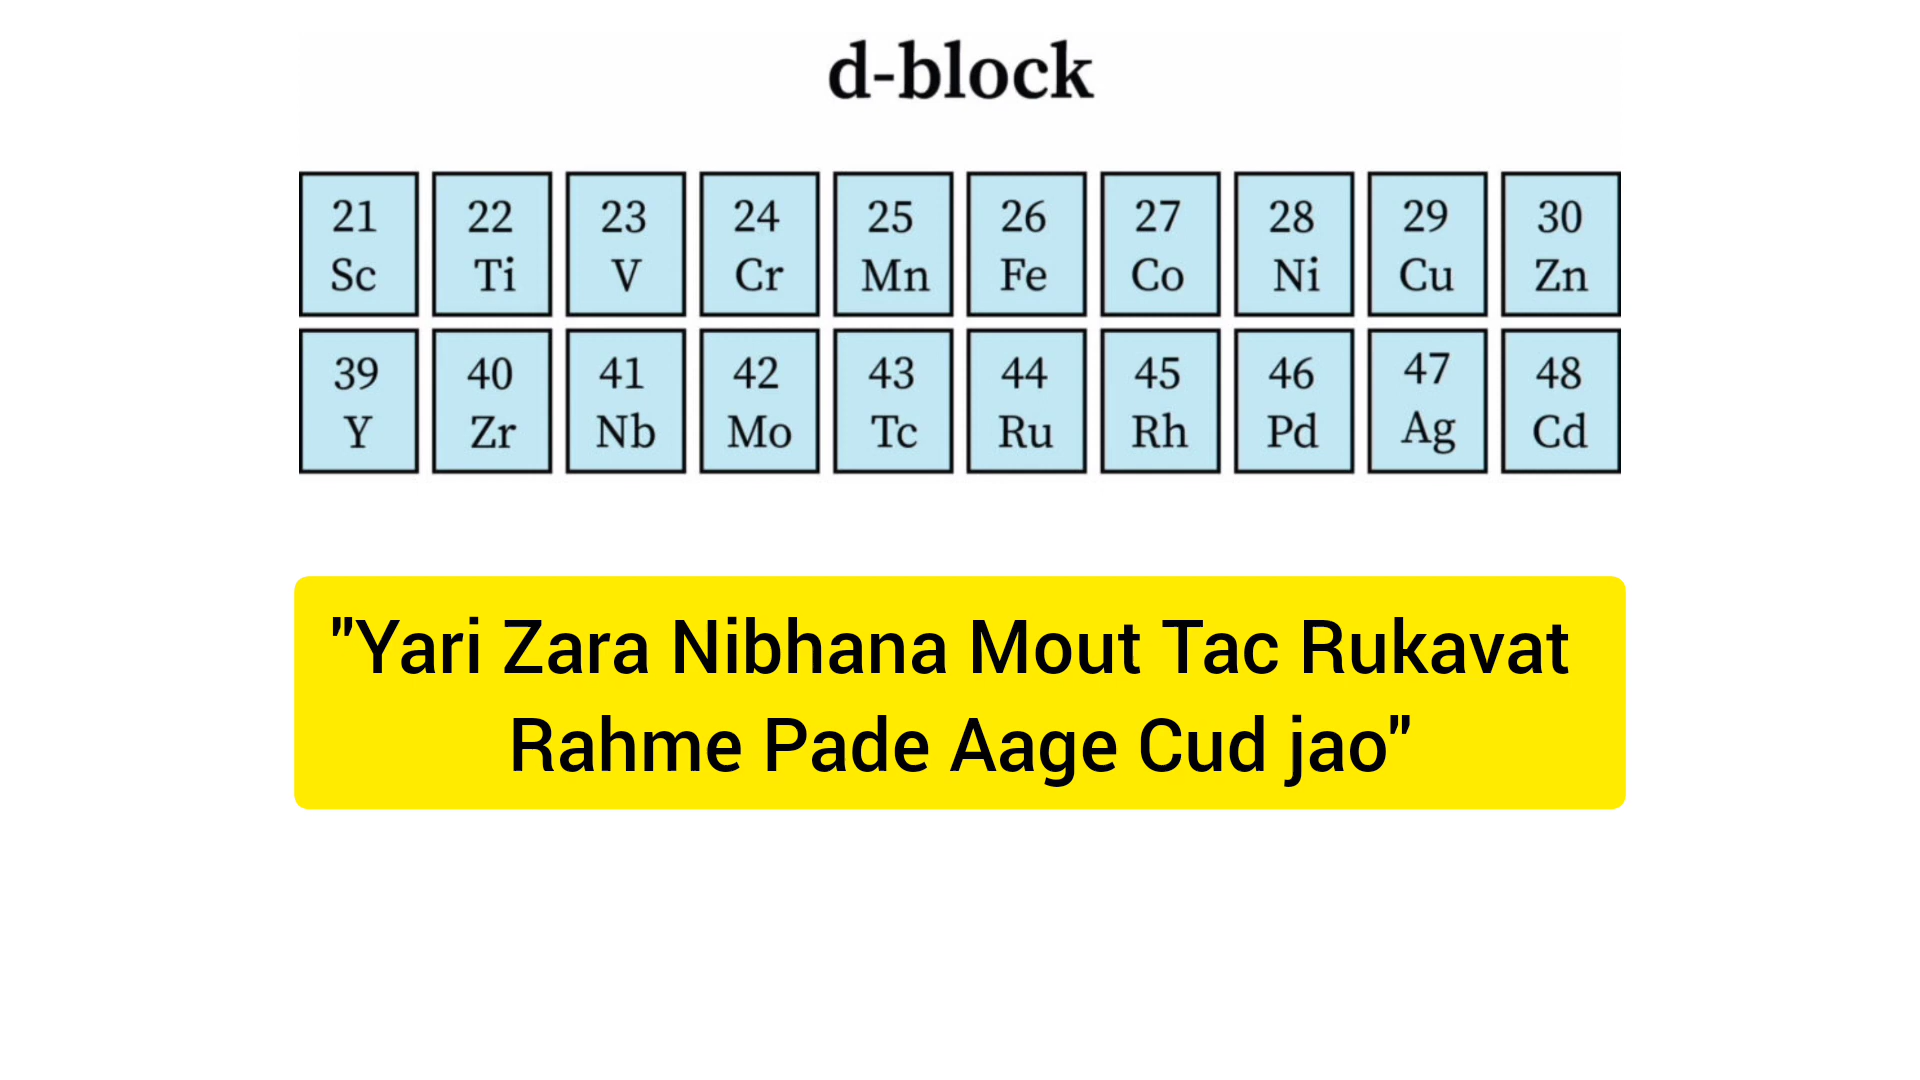 d-block
21 22 23 24 25 26 27 28 29 30
Sc Ti V Cr Mn Fe Co Ni Cu Zn
39 40 41 42 43 44 45 46 47 48
Y Zr Nb Mo Tc Ru Rh Pd Ag Cd
"Yari Zara Nibhana Mout Tac Rukavat
Rahme Pade Aage Cud jao"